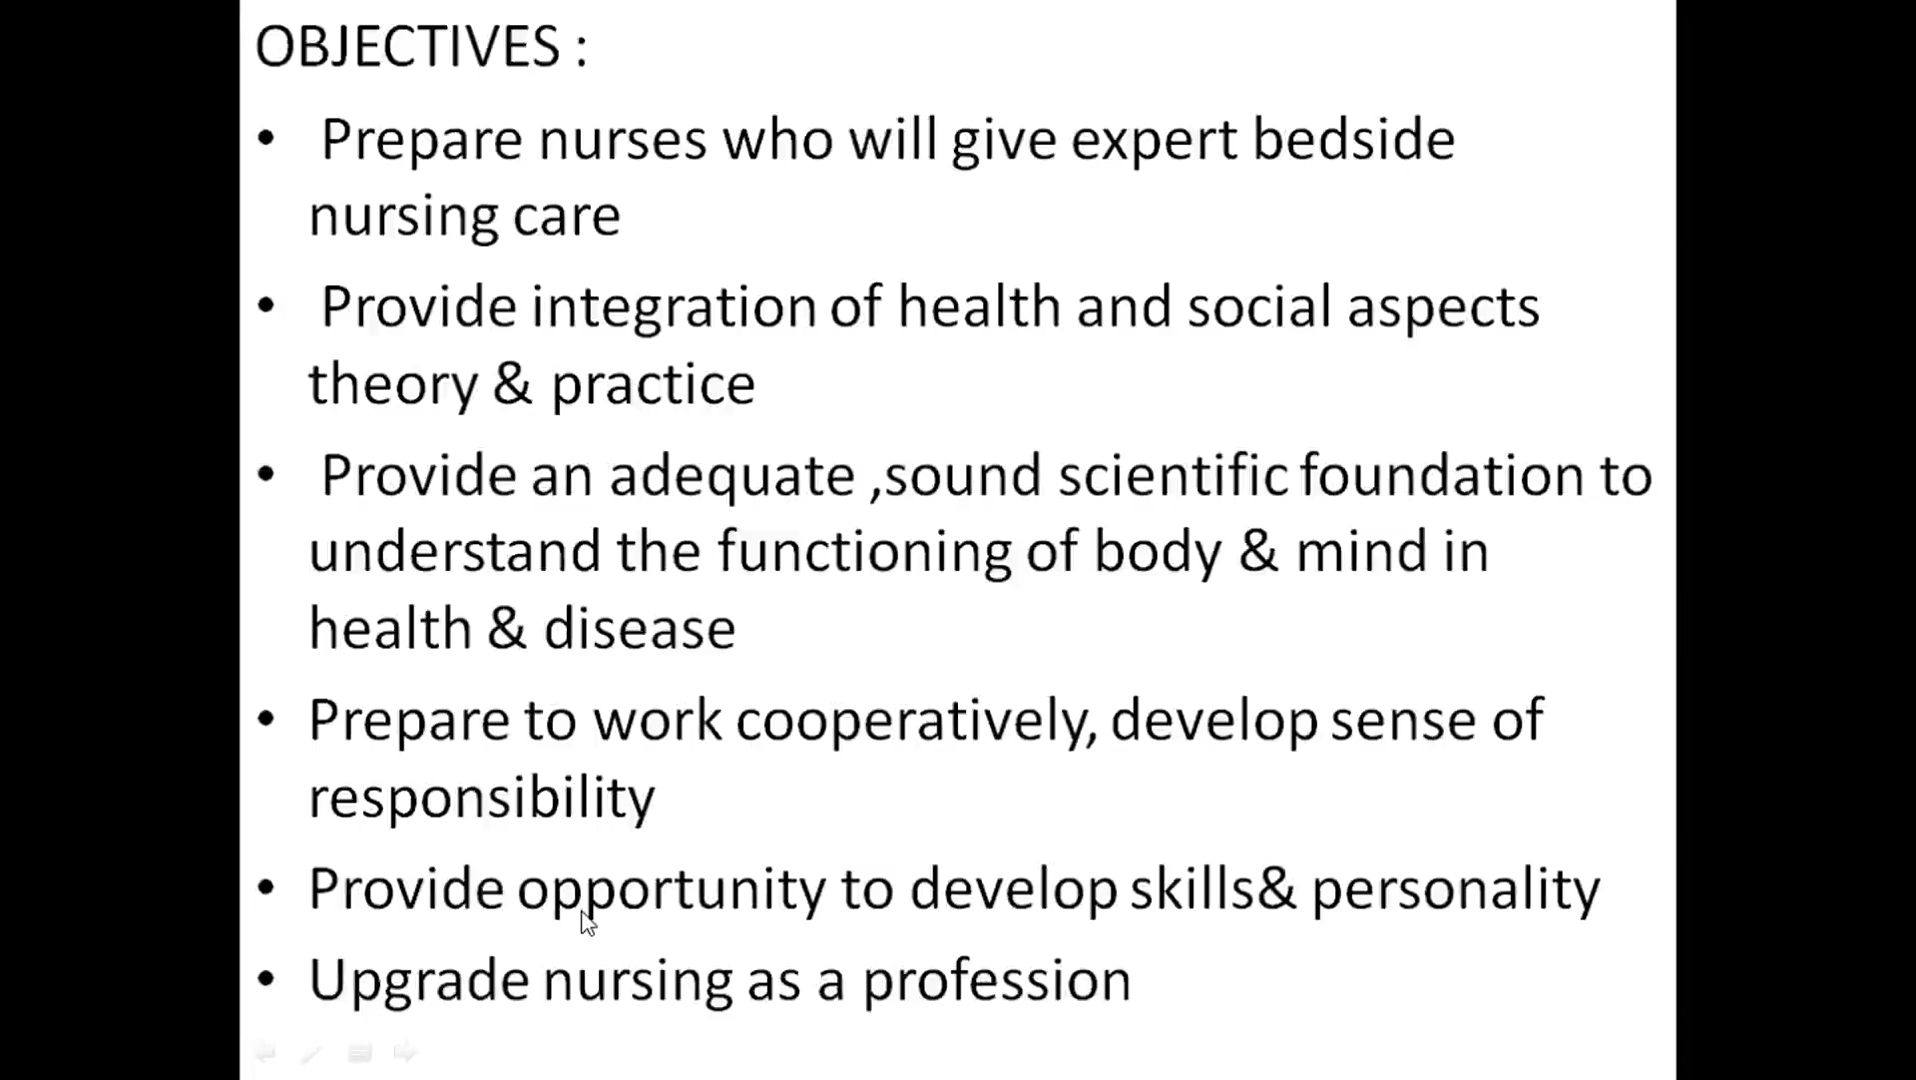 OBJECTIVES :
• Prepare nurses who will give expert bedside
nursing care
• Provide integration of health and social aspects
theory & practice
• Provide an adequate ,sound scientific foundation to
understand the functioning of body & mind in
health & disease
• Prepare to work cooperatively, develop sense of
responsibility
• Provide opportunity to develop skills& personality
• Upgrade nursing as a profession